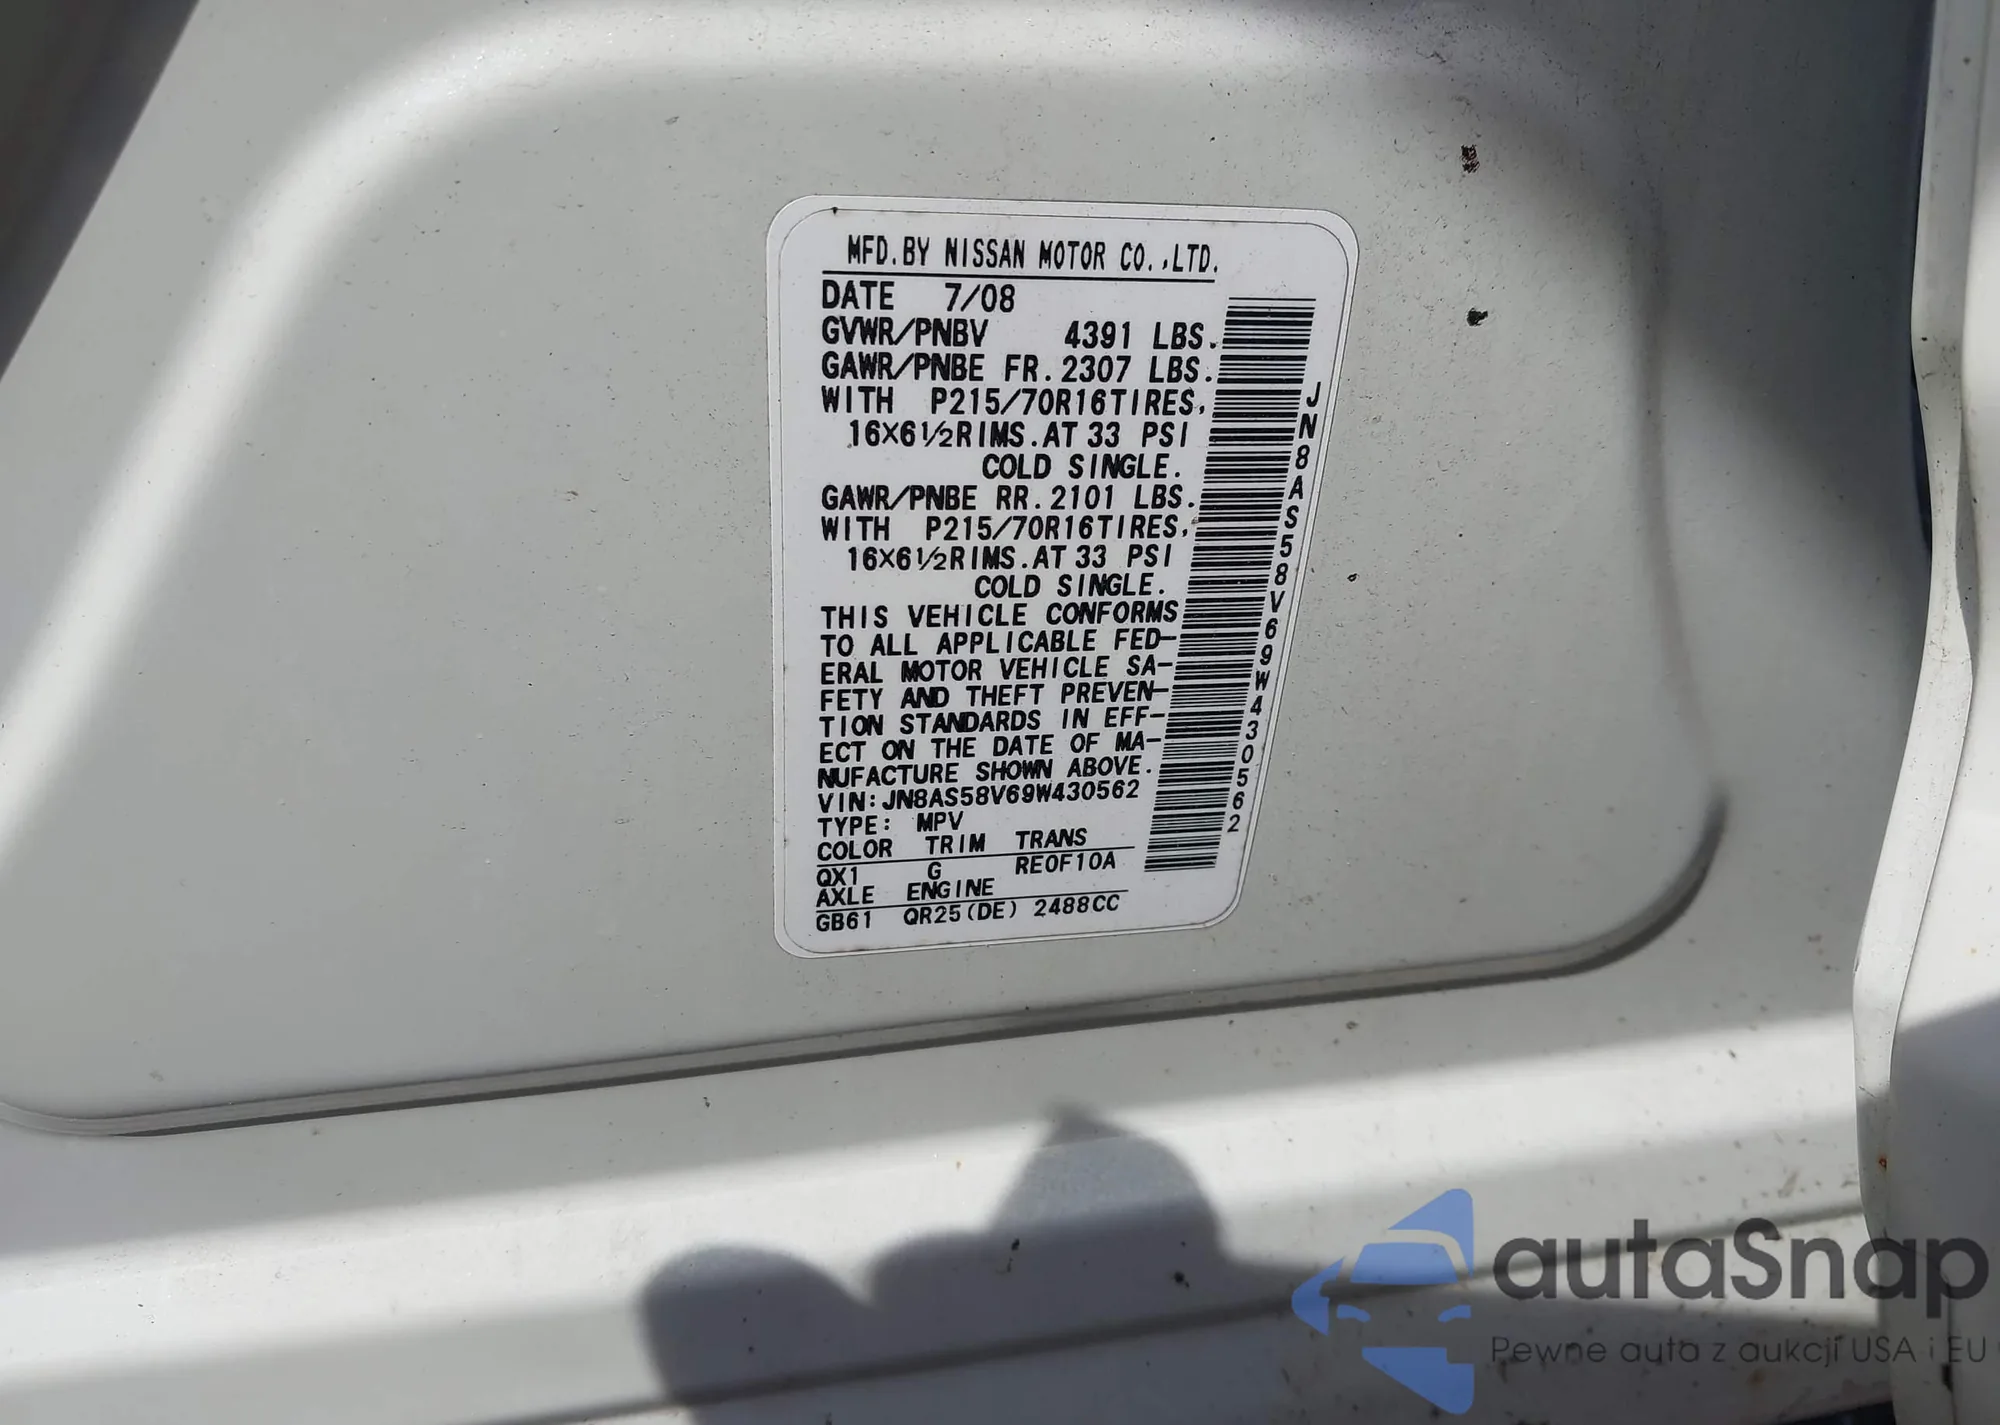 MFD.BY NISSAN MOTOR CO.,LTD.
DATE 7/08
GVWR/PNBV 4391 LBS.
GAWR/PNBE FR.2307 LBS.
WITH P215/70R16TIRES,
16X6½RIMS.AT 33 PSI
COLD SINGLE.
GAWR/PNBE RR.2101 LBS.
WITH P215/70R16TIRES,
16X6½RIMS.AT 33 PSI
COLD SINGLE.
THIS VEHICLE CONFORMS
TO ALL APPLICABLE FED-
ERAL MOTOR VEHICLE SA-
FETY AND THEFT PREVEN-
TION STANDARDS IN EFF-
ECT ON THE DATE OF MA-
NUFACTURE SHOWN ABOVE.
VIN:JN8AS58V69W430562
TYPE: MPV
COLOR TRIM TRANS
QX1 G RE0F10A
AXLE ENGINE
GB61 QR25(DE) 2488CC
JN8AS58V69W430562
autaSnap
Pewne auta z aukcji USA i EU